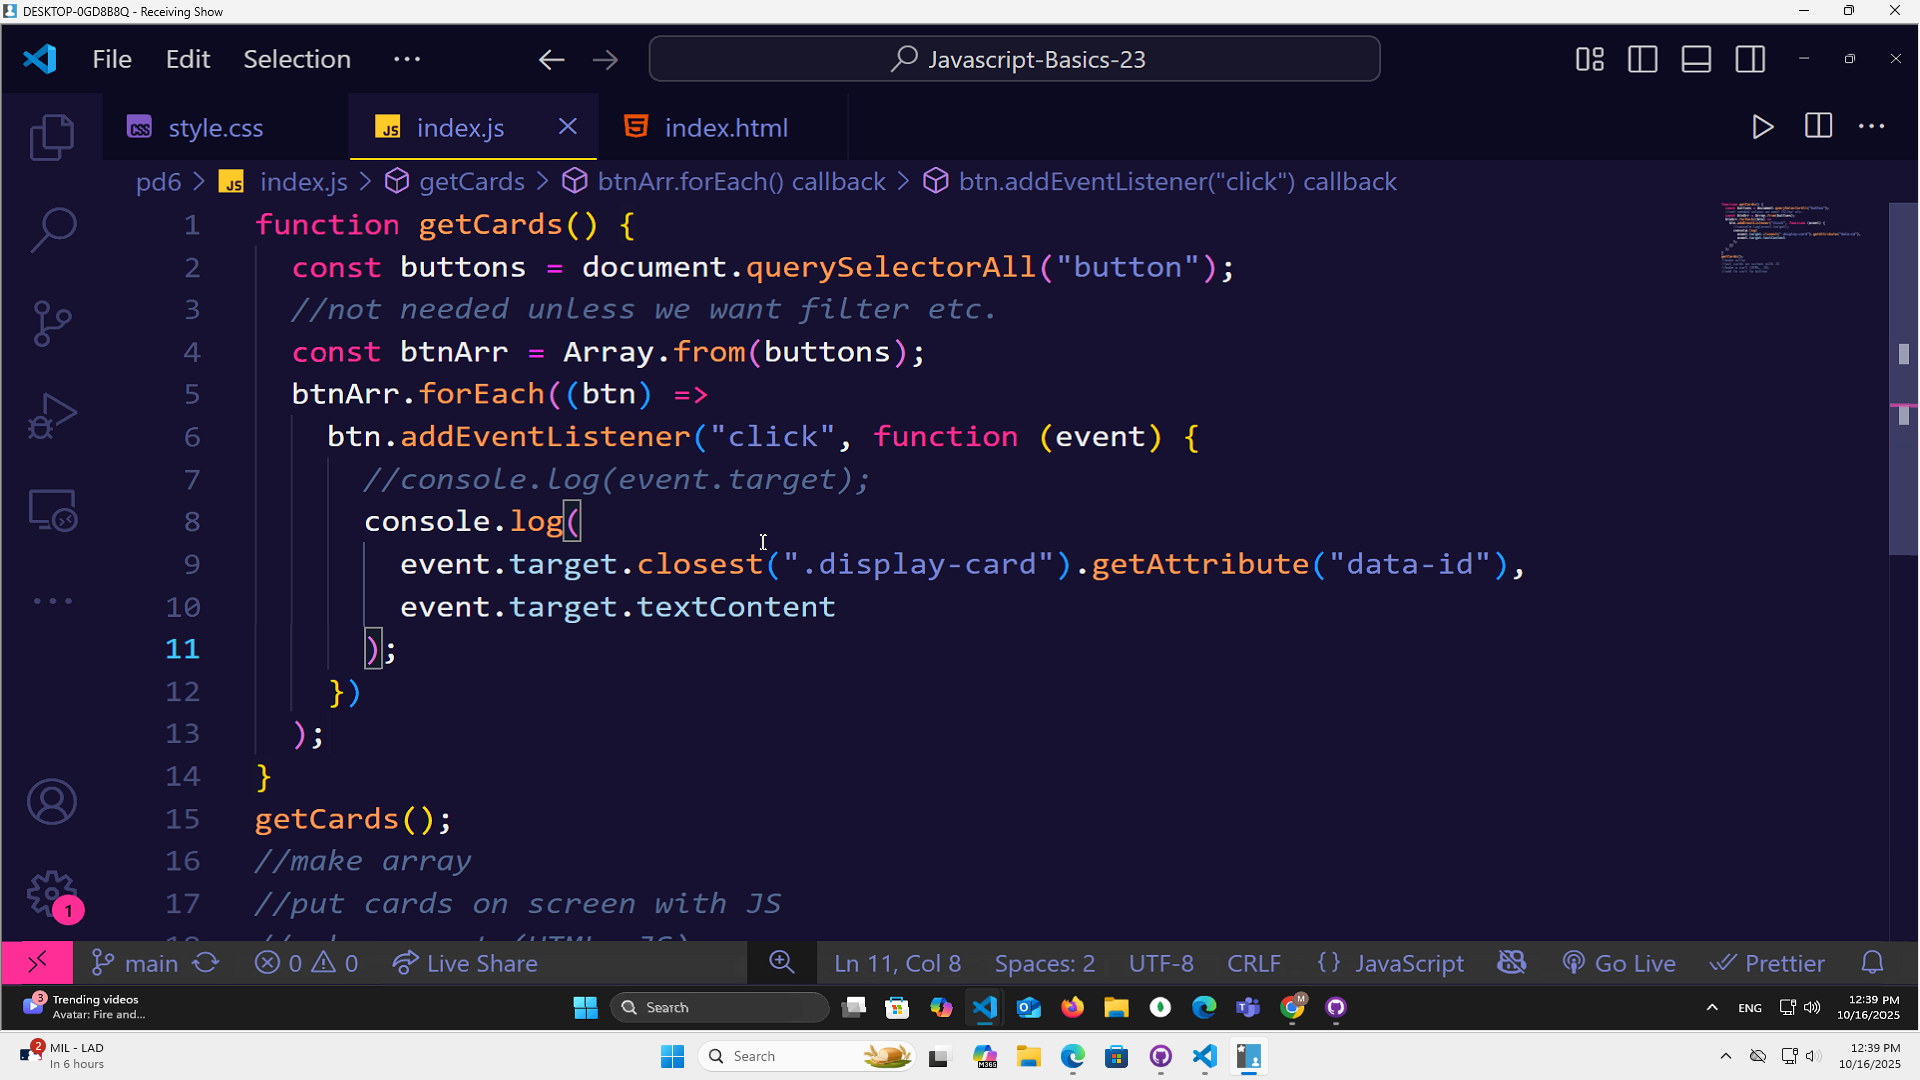 DESKTOP-0GD8B8Q - Receiving Show
File Edit Selection ···
Javascript-Basics-23
style.css
index.js
index.html
pd6 > index.js > getCards > btnArr.forEach() callback > btn.addEventListener("click") callback
1 function getCards() {
2 const buttons = document.querySelectorAll("button");
3 //not needed unless we want filter etc.
4 const btnArr = Array.from(buttons);
5 btnArr.forEach((btn) =>
6 btn.addEventListener("click", function (event) {
7 //console.log(event.target);
8 console.log(
9 event.target.closest(".display-card").getAttribute("data-id"),
10 event.target.textContent
11 );
12 })
13 );
14 }
15 getCards();
16 //make array
17 //put cards on screen with JS
1
main 0 0 Live Share Ln 11, Col 8 Spaces: 2 UTF-8 CRLF {} JavaScript Go Live Prettier
3 Trending videos
Avatar: Fire and...
Search
M
ENG
12:39 PM
10/16/2025
2 MIL - LAD
In 6 hours
Search
M365
12:39 PM
10/16/2025